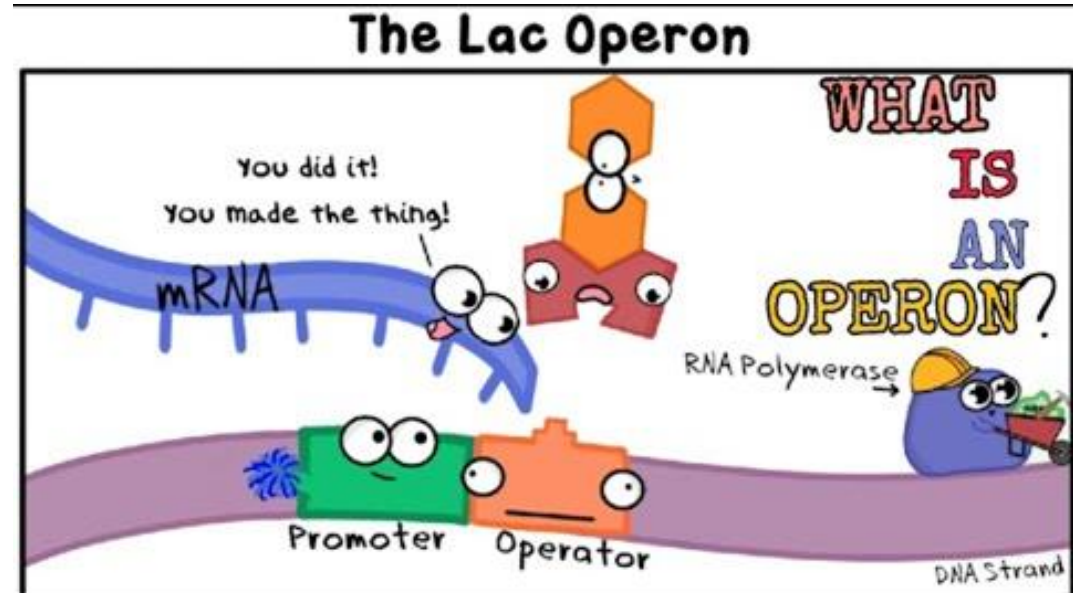 The Lac Operon
You did it!
You made the thing!
mRNA
WHAT
IS
AN
OPERON?
RNA Polymerase
Promoter
Operator
DNA Strand